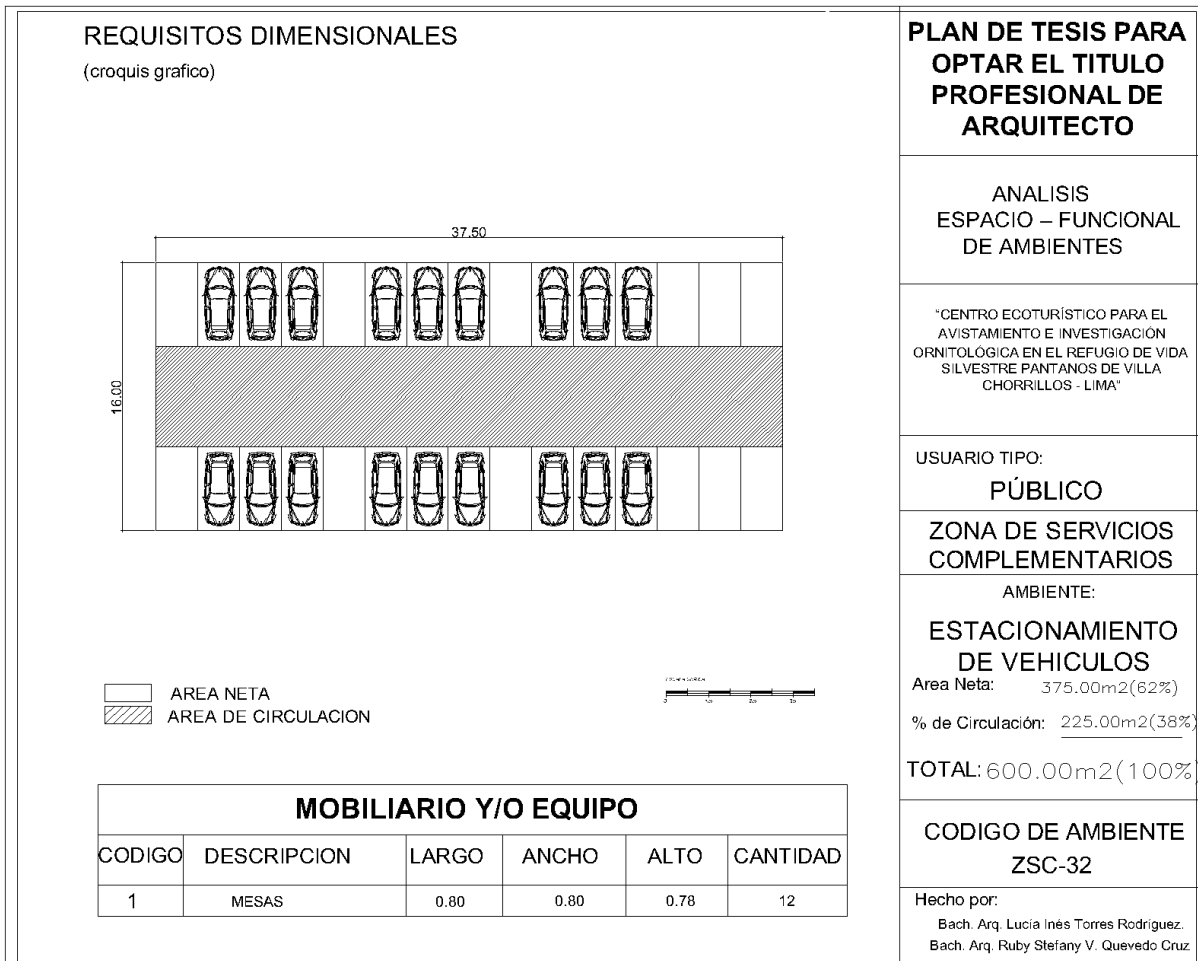 REQUISITOS DIMENSIONALES
(croquis grafico)
37.50
16.00
AREA NETA
AREA DE CIRCULACION
MOBILIARIO Y/O EQUIPO
CODIGO DESCRIPCION LARGO ANCHO ALTO CANTIDAD
1 MESAS 0.80 0.80 0.78 12
PLAN DE TESIS PARA
OPTAR EL TITULO
PROFESIONAL DE
ARQUITECTO
ANALISIS
ESPACIO – FUNCIONAL
DE AMBIENTES
"CENTRO ECOTURÍSTICO PARA EL
AVISTAMIENTO E INVESTIGACIÓN
ORNITOLÓGICA EN EL REFUGIO DE VIDA
SILVESTRE PANTANOS DE VILLA
CHORRILLOS - LIMA"
USUARIO TIPO:
PÚBLICO
ZONA DE SERVICIOS
COMPLEMENTARIOS
AMBIENTE:
ESTACIONAMIENTO
DE VEHICULOS
Area Neta: 375.00m2(62%)
% de Circulación: 225.00m2(38%)
TOTAL: 600.00m2(100%)
CODIGO DE AMBIENTE
ZSC-32
Hecho por:
Bach. Arq. Lucía Inés Torres Rodríguez.
Bach. Arq. Ruby Stefany V. Quevedo Cruz